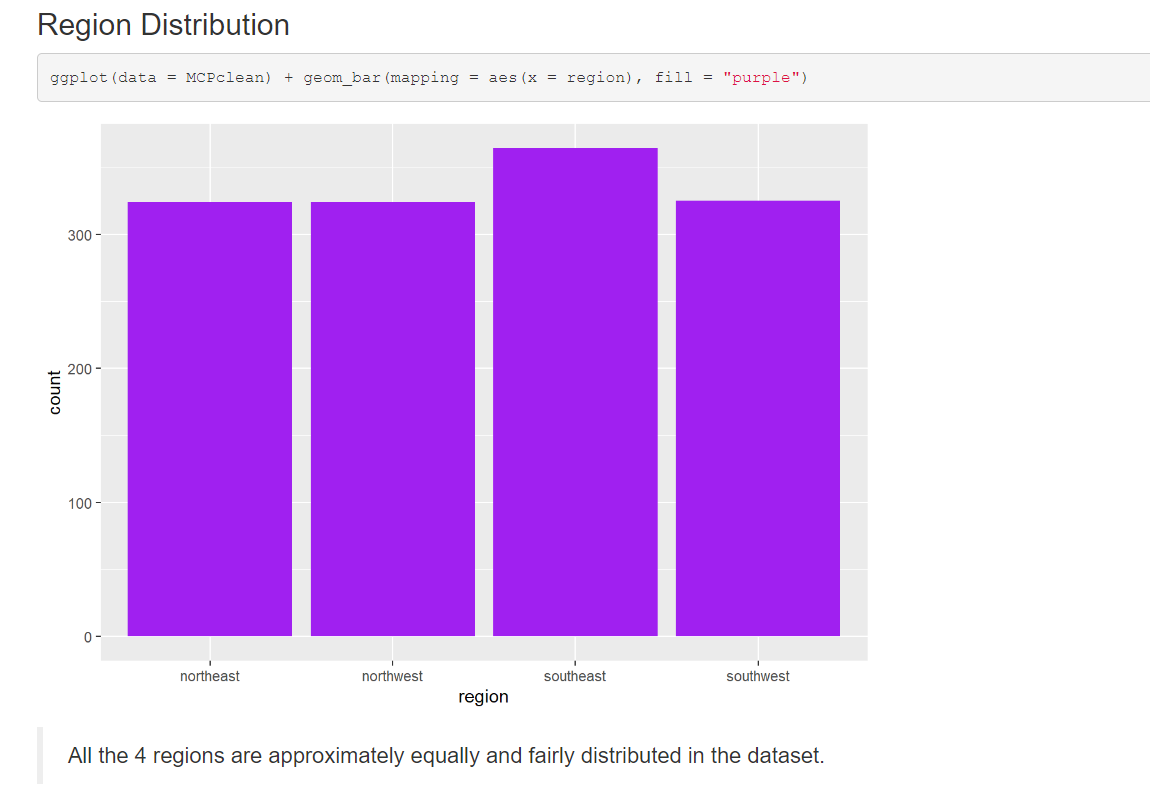 Region Distribution
ggplot(data = MCPclean) + geom_bar(mapping = aes(x = region), fill = "purple")
300
200
100
0
count
northeast northwest southeast southwest
region
All the 4 regions are approximately equally and fairly distributed in the dataset.